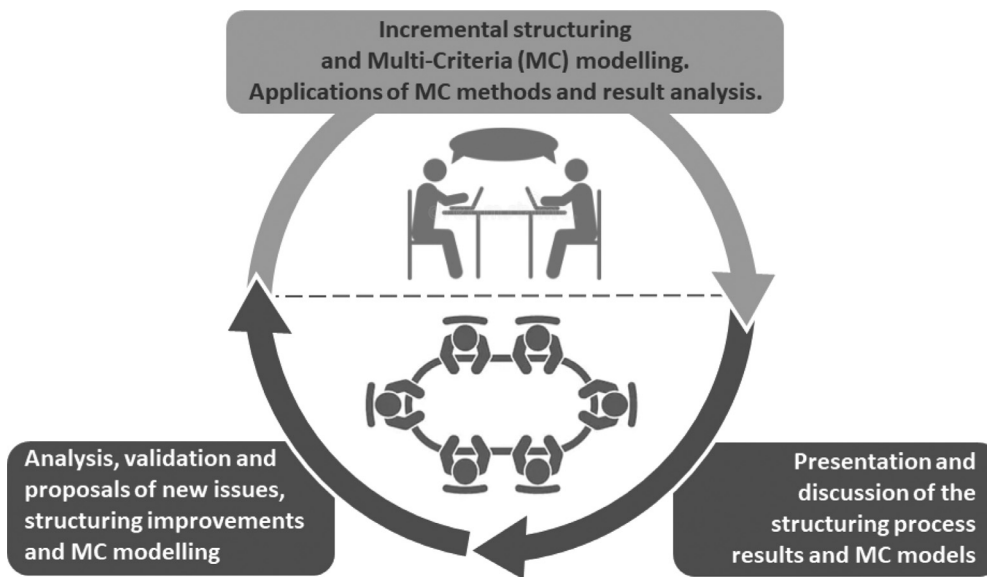 Incremental structuring
and Multi-Criteria (MC) modelling.
Applications of MC methods and result analysis.
Analysis, validation and
proposals of new issues,
structuring improvements
and MC modelling
Presentation and
discussion of the
structuring process
results and MC models